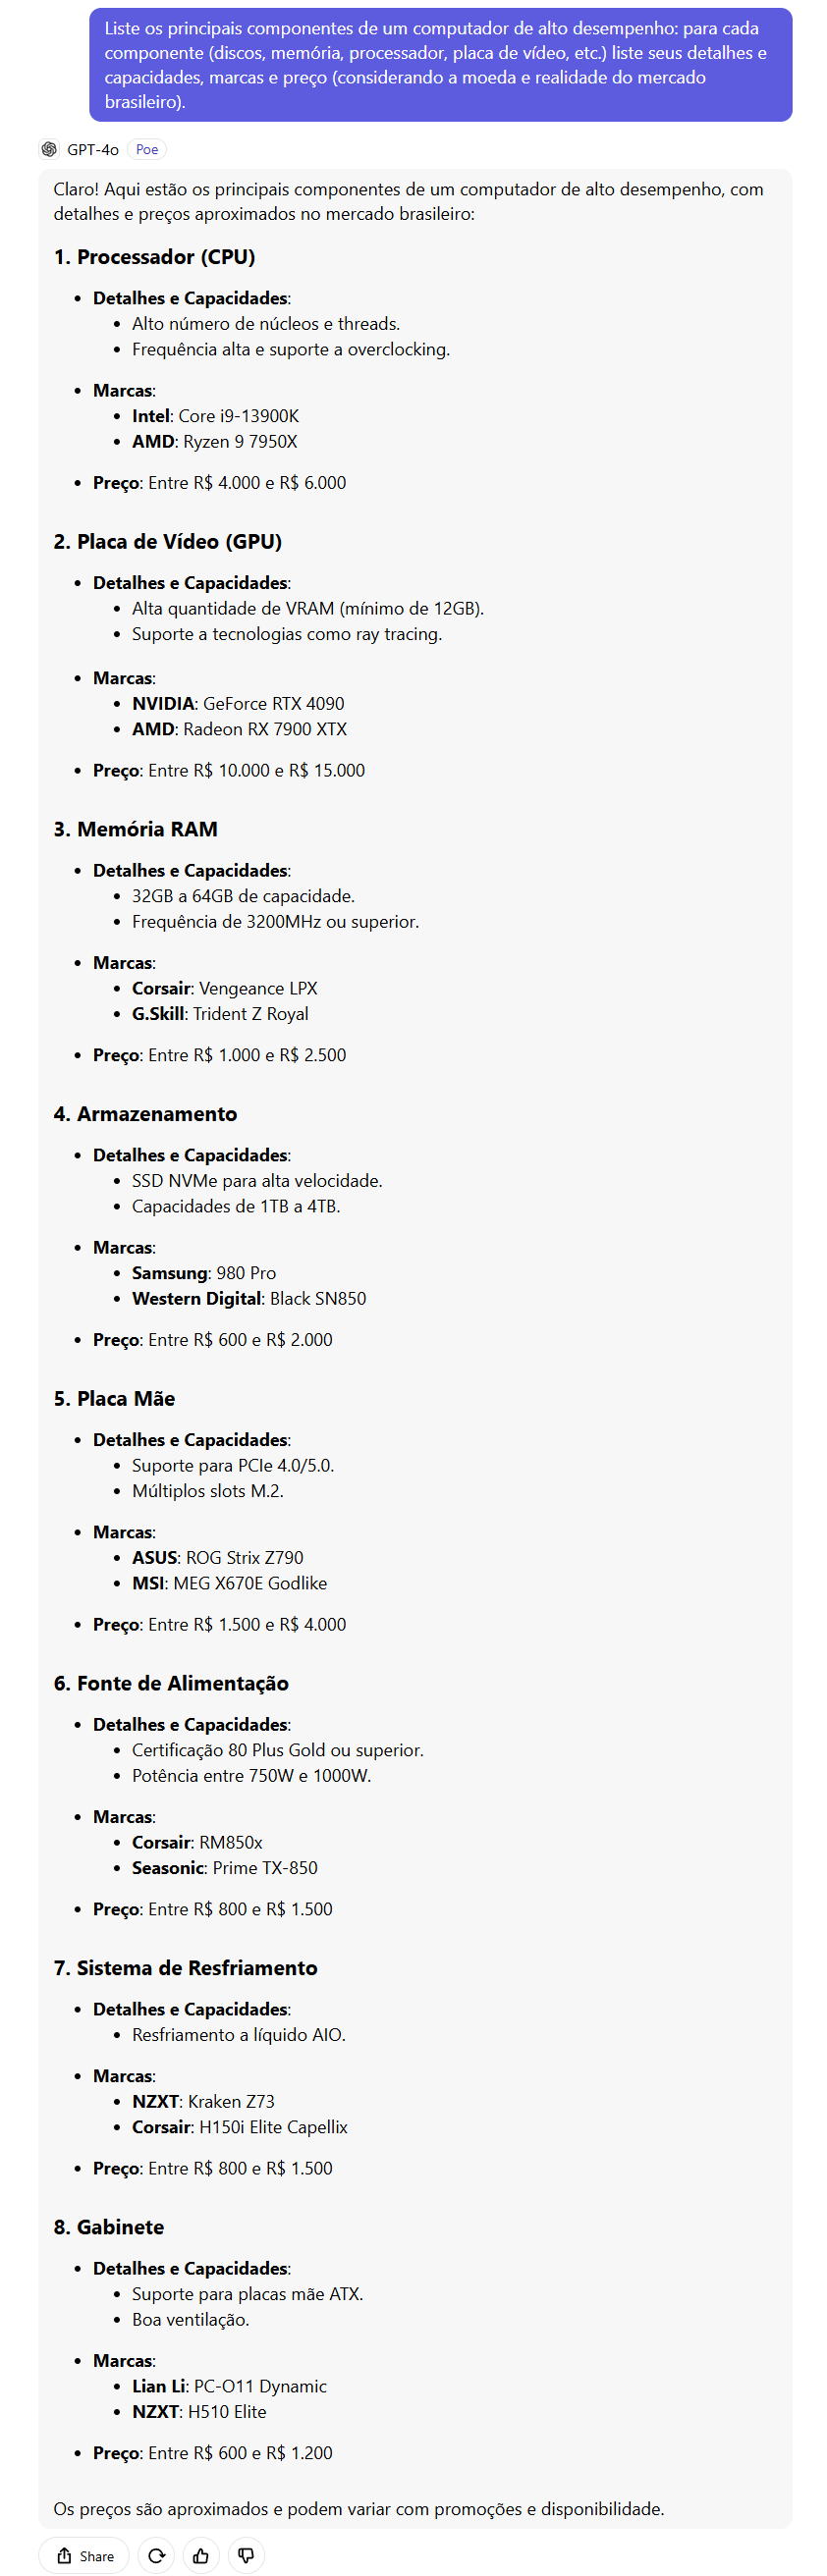 Liste os principais componentes de um computador de alto desempenho: para cada
componente (discos, memória, processador, placa de vídeo, etc.) liste seus detalhes e
capacidades, marcas e preço (considerando a moeda e realidade do mercado
brasileiro).
GPT-4o Poe
Claro! Aqui estão os principais componentes de um computador de alto desempenho, com
detalhes e preços aproximados no mercado brasileiro:
1. Processador (CPU)
• Detalhes e Capacidades:
• Alto número de núcleos e threads.
• Frequência alta e suporte a overclocking.
• Marcas:
• Intel: Core i9-13900K
• AMD: Ryzen 9 7950X
• Preço: Entre R$ 4.000 e R$ 6.000
2. Placa de Vídeo (GPU)
• Detalhes e Capacidades:
• Alta quantidade de VRAM (mínimo de 12GB).
• Suporte a tecnologias como ray tracing.
• Marcas:
• NVIDIA: GeForce RTX 4090
• AMD: Radeon RX 7900 XTX
• Preço: Entre R$ 10.000 e R$ 15.000
3. Memória RAM
• Detalhes e Capacidades:
• 32GB a 64GB de capacidade.
• Frequência de 3200MHz ou superior.
• Marcas:
• Corsair: Vengeance LPX
• G.Skill: Trident Z Royal
• Preço: Entre R$ 1.000 e R$ 2.500
4. Armazenamento
• Detalhes e Capacidades:
• SSD NVMe para alta velocidade.
• Capacidades de 1TB a 4TB.
• Marcas:
• Samsung: 980 Pro
• Western Digital: Black SN850
• Preço: Entre R$ 600 e R$ 2.000
5. Placa Mãe
• Detalhes e Capacidades:
• Suporte para PCIe 4.0/5.0.
• Múltiplos slots M.2.
• Marcas:
• ASUS: ROG Strix Z790
• MSI: MEG X670E Godlike
• Preço: Entre R$ 1.500 e R$ 4.000
6. Fonte de Alimentação
• Detalhes e Capacidades:
• Certificação 80 Plus Gold ou superior.
• Potência entre 750W e 1000W.
• Marcas:
• Corsair: RM850x
• Seasonic: Prime TX-850
• Preço: Entre R$ 800 e R$ 1.500
7. Sistema de Resfriamento
• Detalhes e Capacidades:
• Resfriamento a líquido AIO.
• Marcas:
• NZXT: Kraken Z73
• Corsair: H150i Elite Capellix
• Preço: Entre R$ 800 e R$ 1.500
8. Gabinete
• Detalhes e Capacidades:
• Suporte para placas mãe ATX.
• Boa ventilação.
• Marcas:
• Lian Li: PC-O11 Dynamic
• NZXT: H510 Elite
• Preço: Entre R$ 600 e R$ 1.200
Os preços são aproximados e podem variar com promoções e disponibilidade.
Share